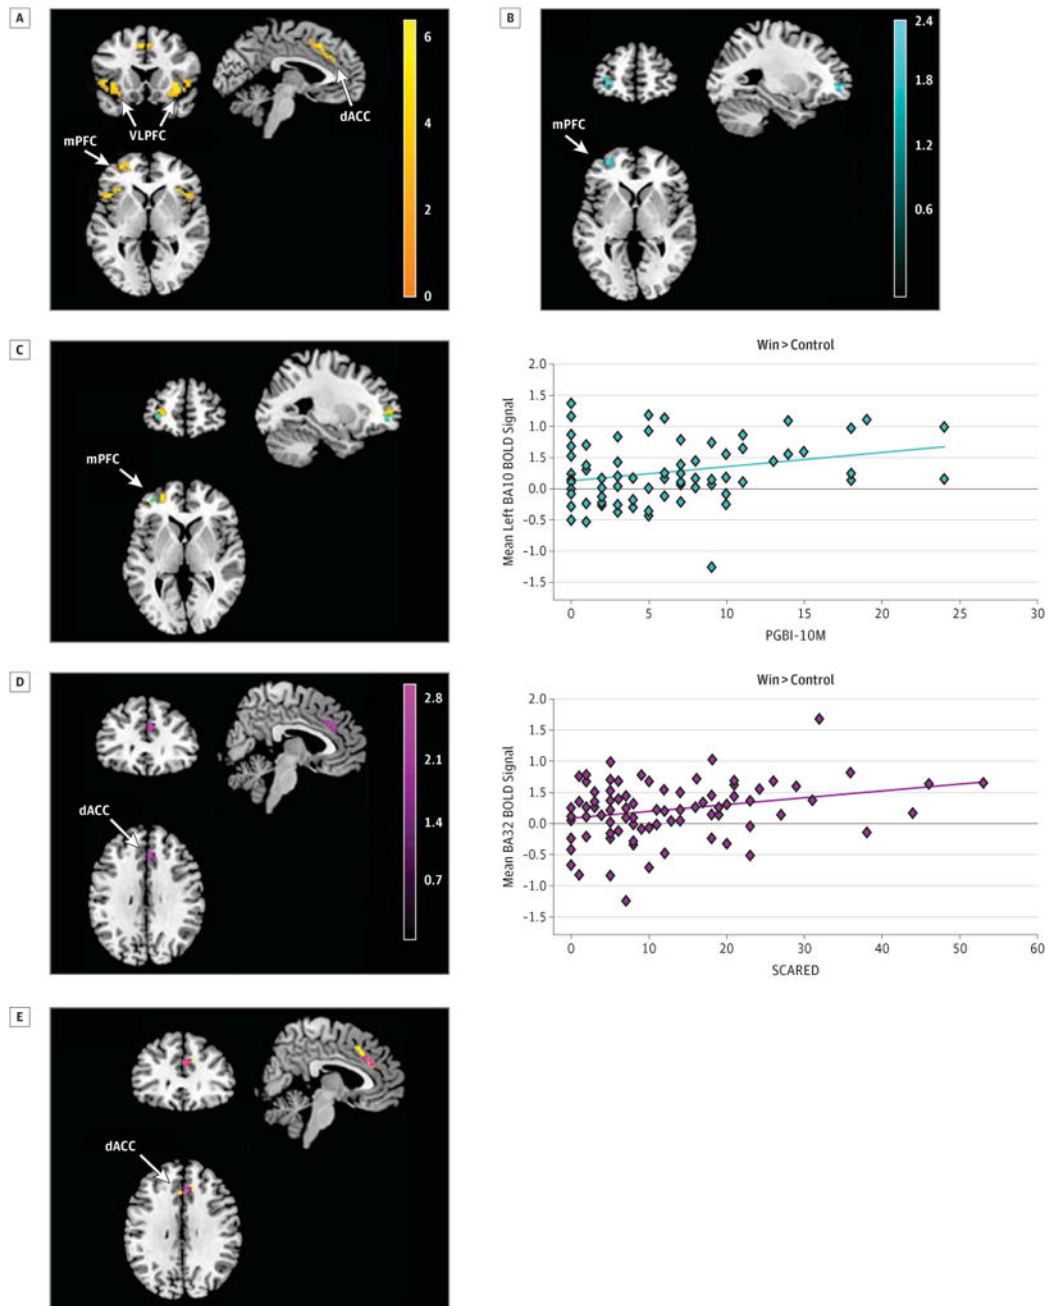 A
6
4
2
0
VLPFC
dACC
mPFC
B
2.4
1.8
1.2
0.6
mPFC
C
mPFC
Win>Control
Mean Left BA10 BOLD Signal
2.0
1.5
1.0
0.5
0.0
−0.5
−1.0
−1.5
0 5 10 15 20 25 30
PGBI-10M
D
2.8
2.1
1.4
0.7
dACC
Win>Control
Mean BA32 BOLD Signal
2.0
1.5
1.0
0.5
0.0
−0.5
−1.0
−1.5
0 10 20 30 40 50 60
SCARED
E
dACC